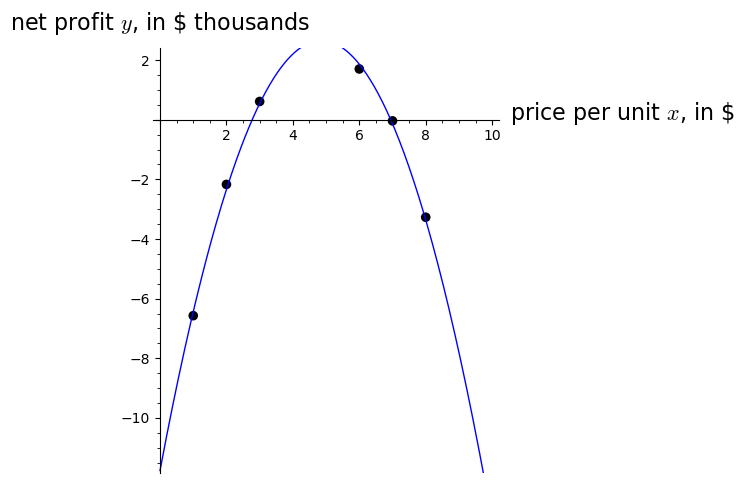 net profit y, in $ thousands
2
price per unit x, in $
2 4 6 8 10
−2
−4
−6
−8
−10